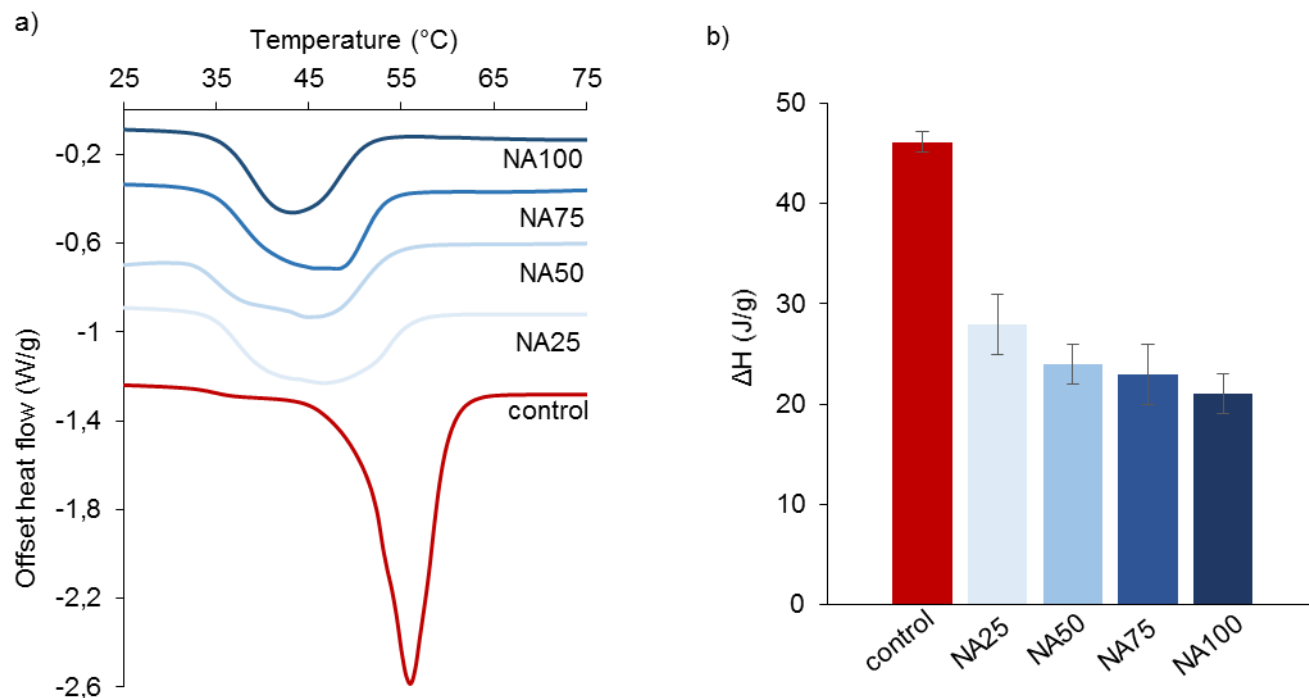 a)
Temperature (°C)
25 35 45 55 65 75
-0,2
-0,6
-1
-1,4
-1,8
-2,2
-2,6
Offset heat flow (W/g)
NA100
NA75
NA50
NA25
control
b)
50
40
30
20
10
0
ΔH (J/g)
control NA25 NA50 NA75 NA100